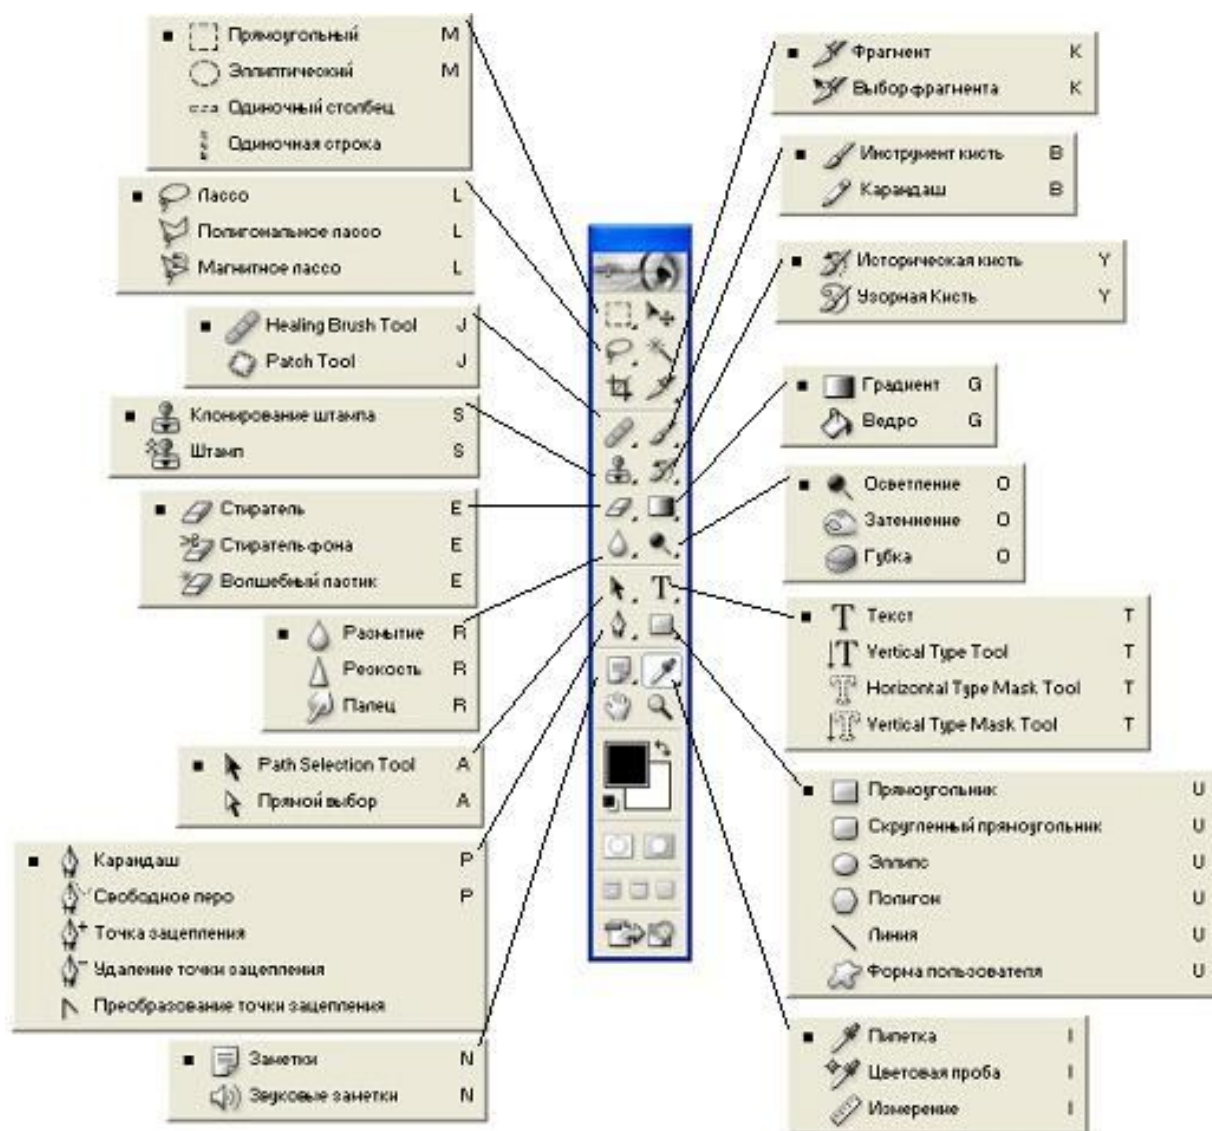 Прямоугольный M
Эллиптический M
Одиночный столбец
Одиночная строка
Лассо L
Полигональное лассо L
Магнитное лассо L
Healing Brush Tool J
Patch Tool J
Клонирование штампа S
Штамп S
Стиратель E
Стиратель фона E
Волшебный ластик E
Размытие R
Резкость R
Палец R
Path Selection Tool A
Прямой выбор A
Карандаш P
Свободное перо P
Точка зацепления
Удаление точки зацепления
Преобразование точки зацепления
Заметки N
Звуковые заметки N
Фрагмент K
Выбор фрагмента K
Инструмент кисть B
Карандаш B
Историческая кисть Y
Узорная Кисть Y
Градиент G
Ведро G
Осветление O
Затемнение O
Губка O
T Текст T
Vertical Type Tool T
Horizontal Type Mask Tool T
Vertical Type Mask Tool T
Прямоугольник U
Скругленный прямоугольник U
Эллипс U
Полигон U
Линия U
Форма пользователя U
Пипетка I
Цветовая проба I
Измерение I